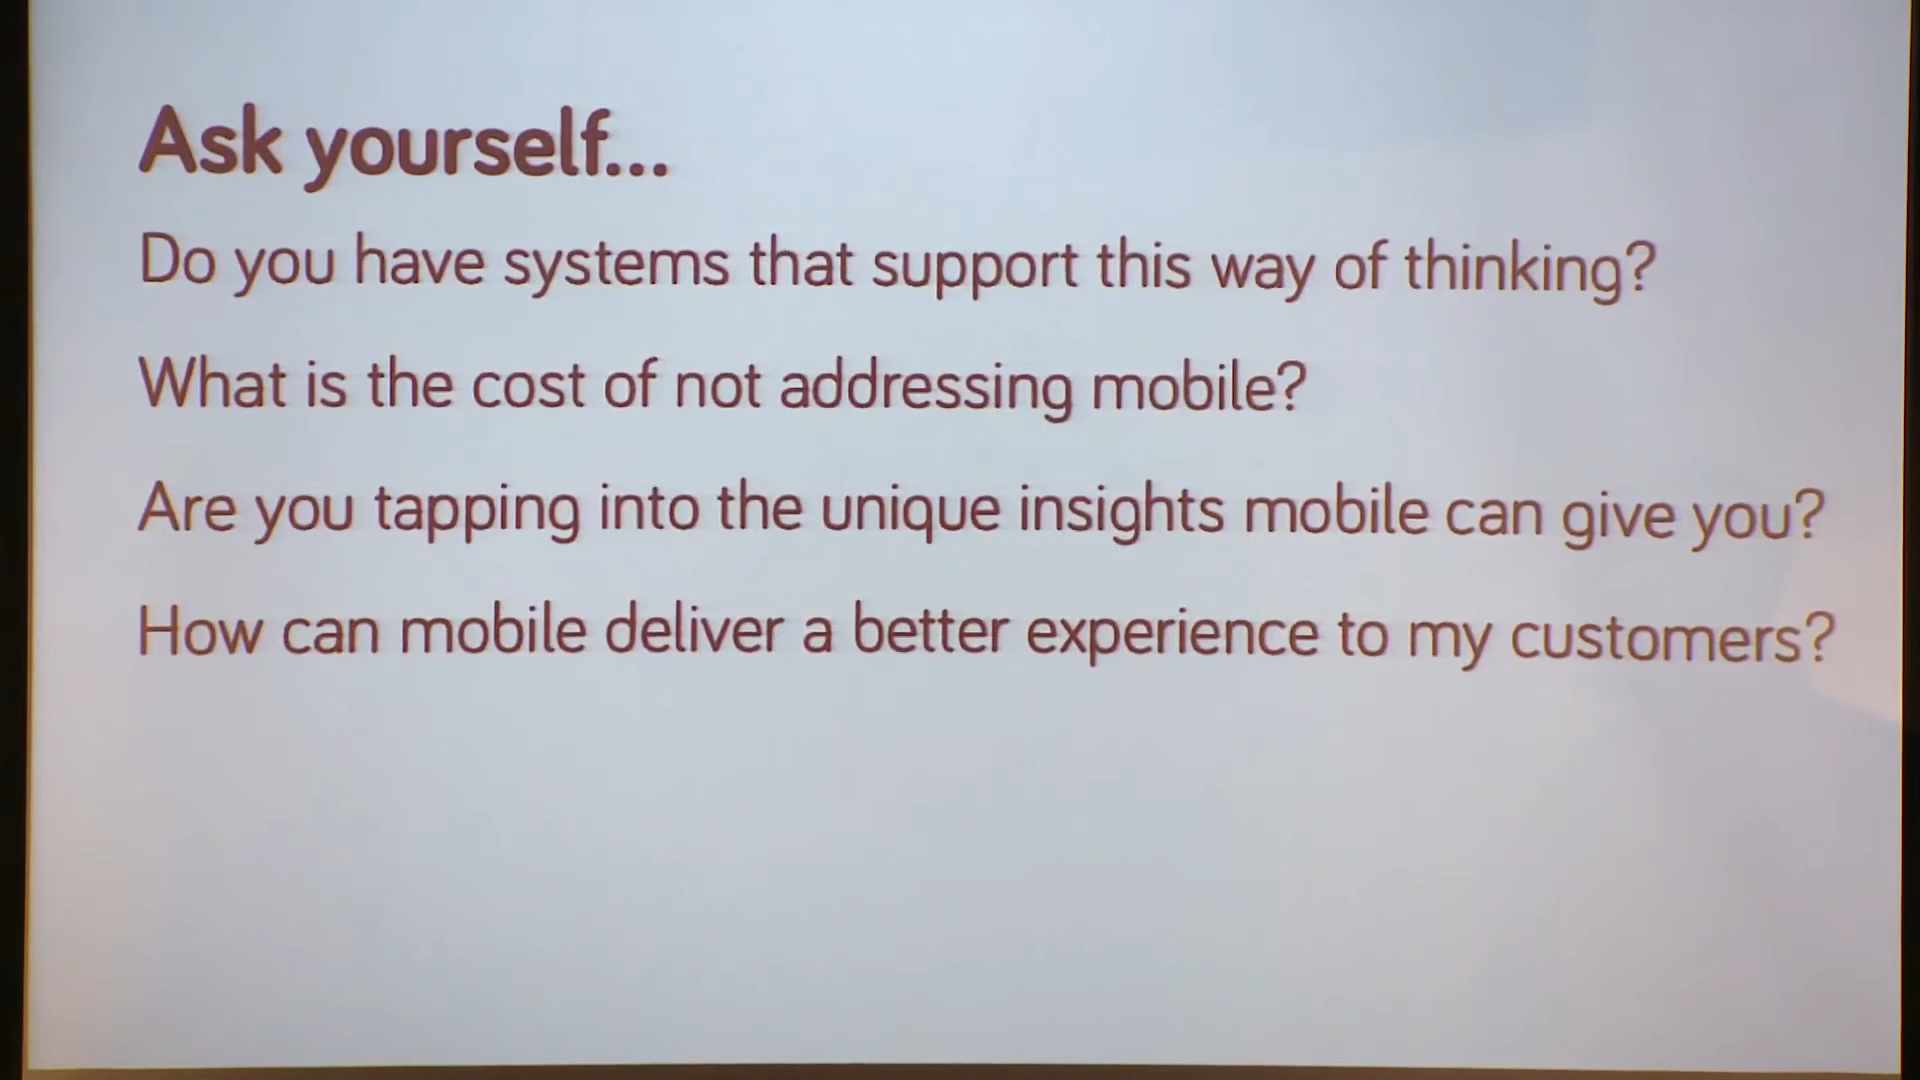 Ask yourself...
Do you have systems that support this way of thinking?
What is the cost of not addressing mobile?
Are you tapping into the unique insights mobile can give you?
How can mobile deliver a better experience to my customers?